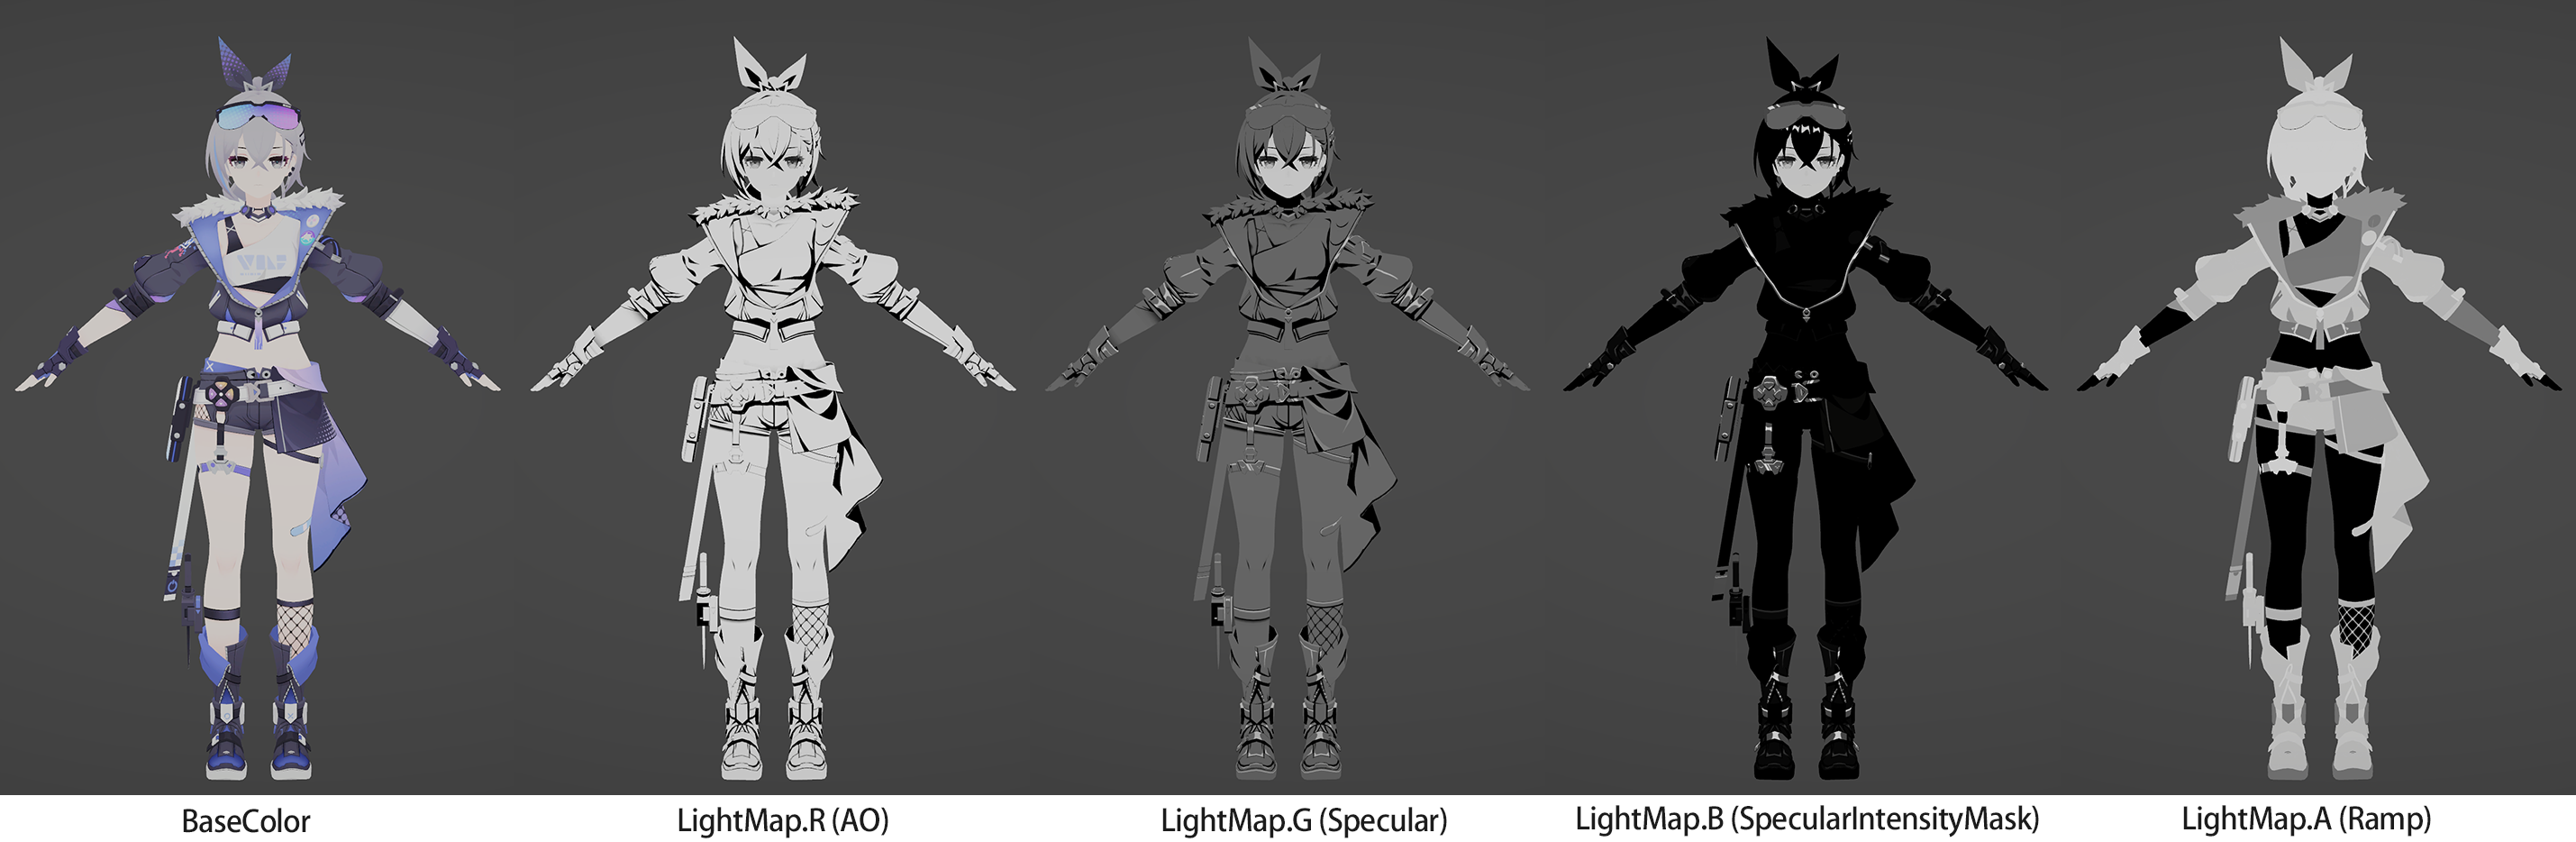 BaseColor
LightMap.R (AO)
LightMap.G (Specular)
LightMap.B (SpecularIntensityMask)
LightMap.A (Ramp)